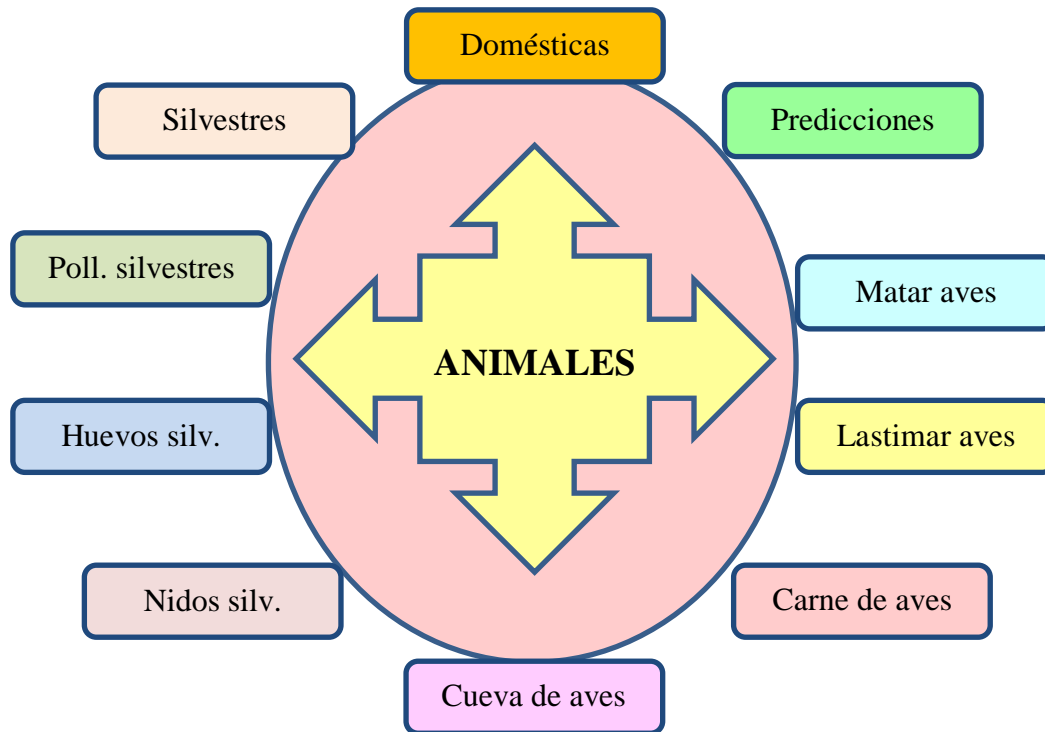 Domésticas
Silvestres
Predicciones
Poll. silvestres
Matar aves
ANIMALES
Huevos silv.
Lastimar aves
Nidos silv.
Carne de aves
Cueva de aves